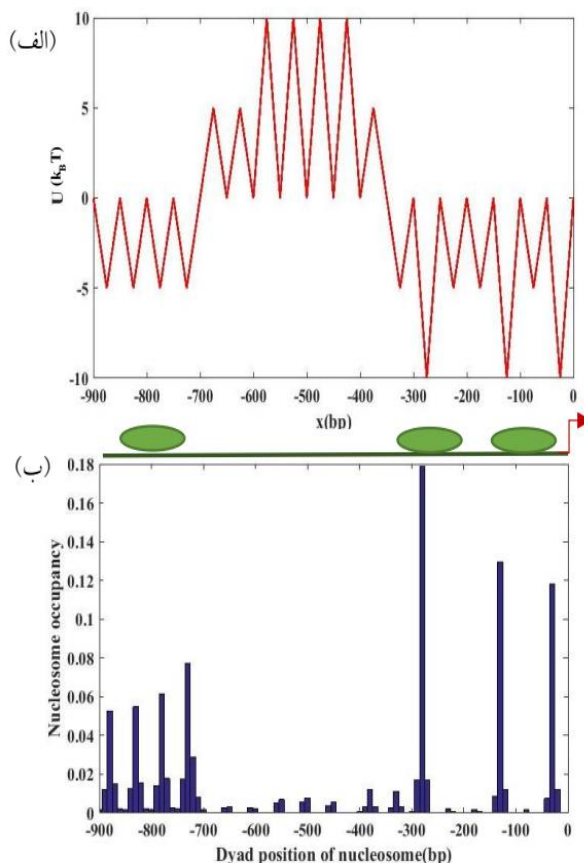 (الف)
10
5
0
-5
-10
U (k_BT)
-900 -800 -700 -600 -500 -400 -300 -200 -100 0
x(bp)
(ب)
0.18
0.16
0.14
0.12
0.1
0.08
0.06
0.04
0.02
0
Nucleosome occupancy
-900 -800 -700 -600 -500 -400 -300 -200 -100 0
Dyad position of nucleosome(bp)